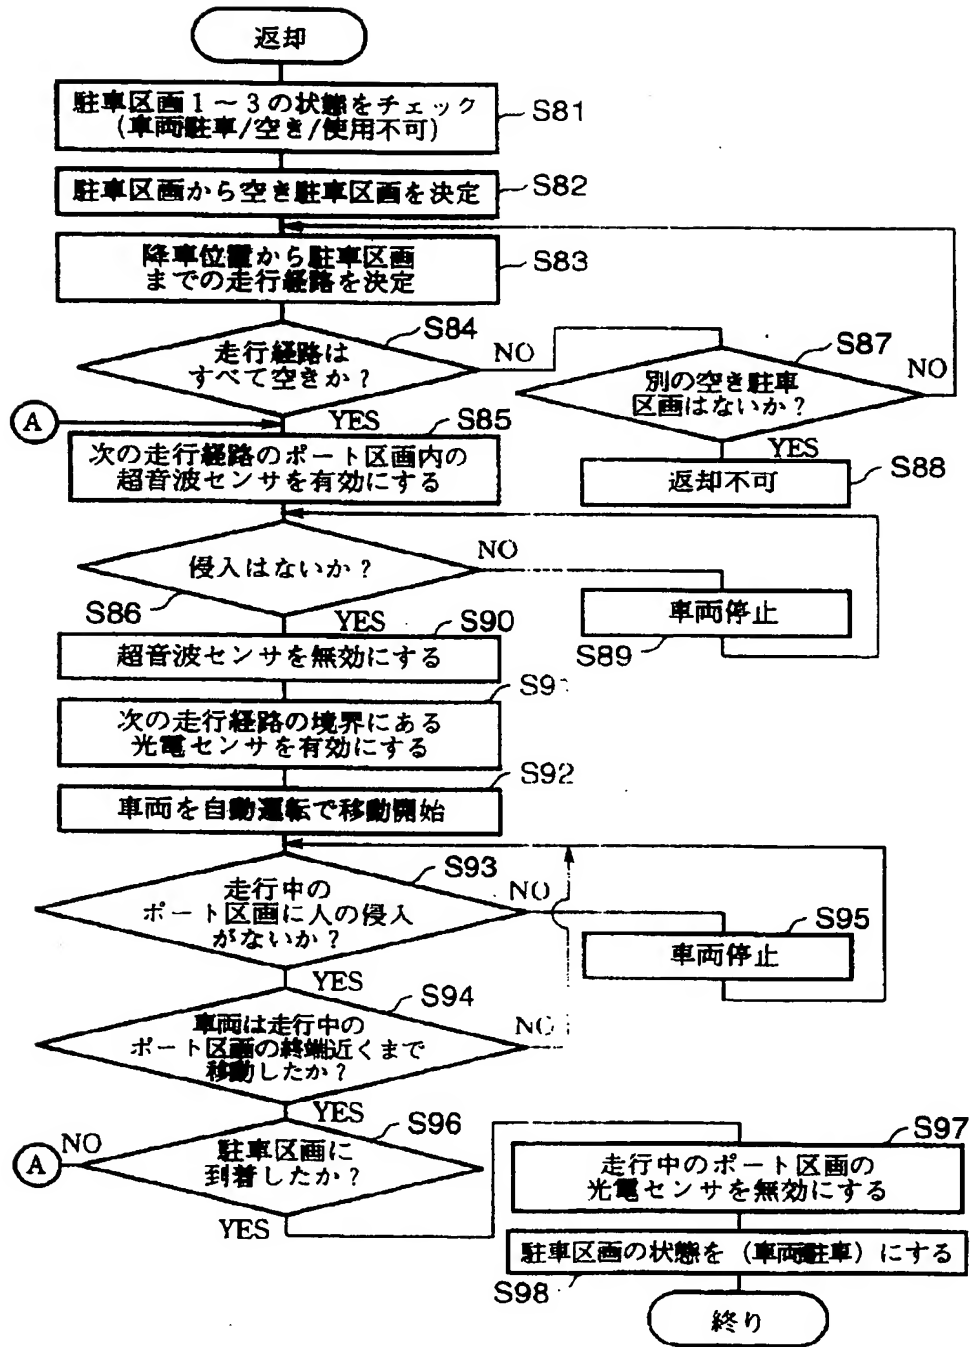 返却
駐車区画1~3の状態をチェック
(車両駐車/空き/使用不可)
S81
駐車区画から空き駐車区画を決定
S82
降車位置から駐車区画
までの走行経路を決定
S83
走行経路は
すべて空きか?
S84
NO
YES
別の空き駐車
区画はないか?
S87
NO
YES
返却不可
S88
A
次の走行経路のポート区画内の
超音波センサを有効にする
S85
侵入はないか?
S86
NO
YES
車両停止
S89
超音波センサを無効にする
S90
次の走行経路の境界にある
光電センサを有効にする
S91
車両を自動運転で移動開始
S92
走行中の
ポート区画に人の侵入
がないか?
S93
NO
YES
車両停止
S95
車両は走行中の
ポート区画の終端近くまで
移動したか?
S94
NO
YES
駐車区画に
到着したか?
S96
NO
A
YES
走行中のポート区画の
光電センサを無効にする
S97
駐車区画の状態を(車両駐車)にする
S98
終り